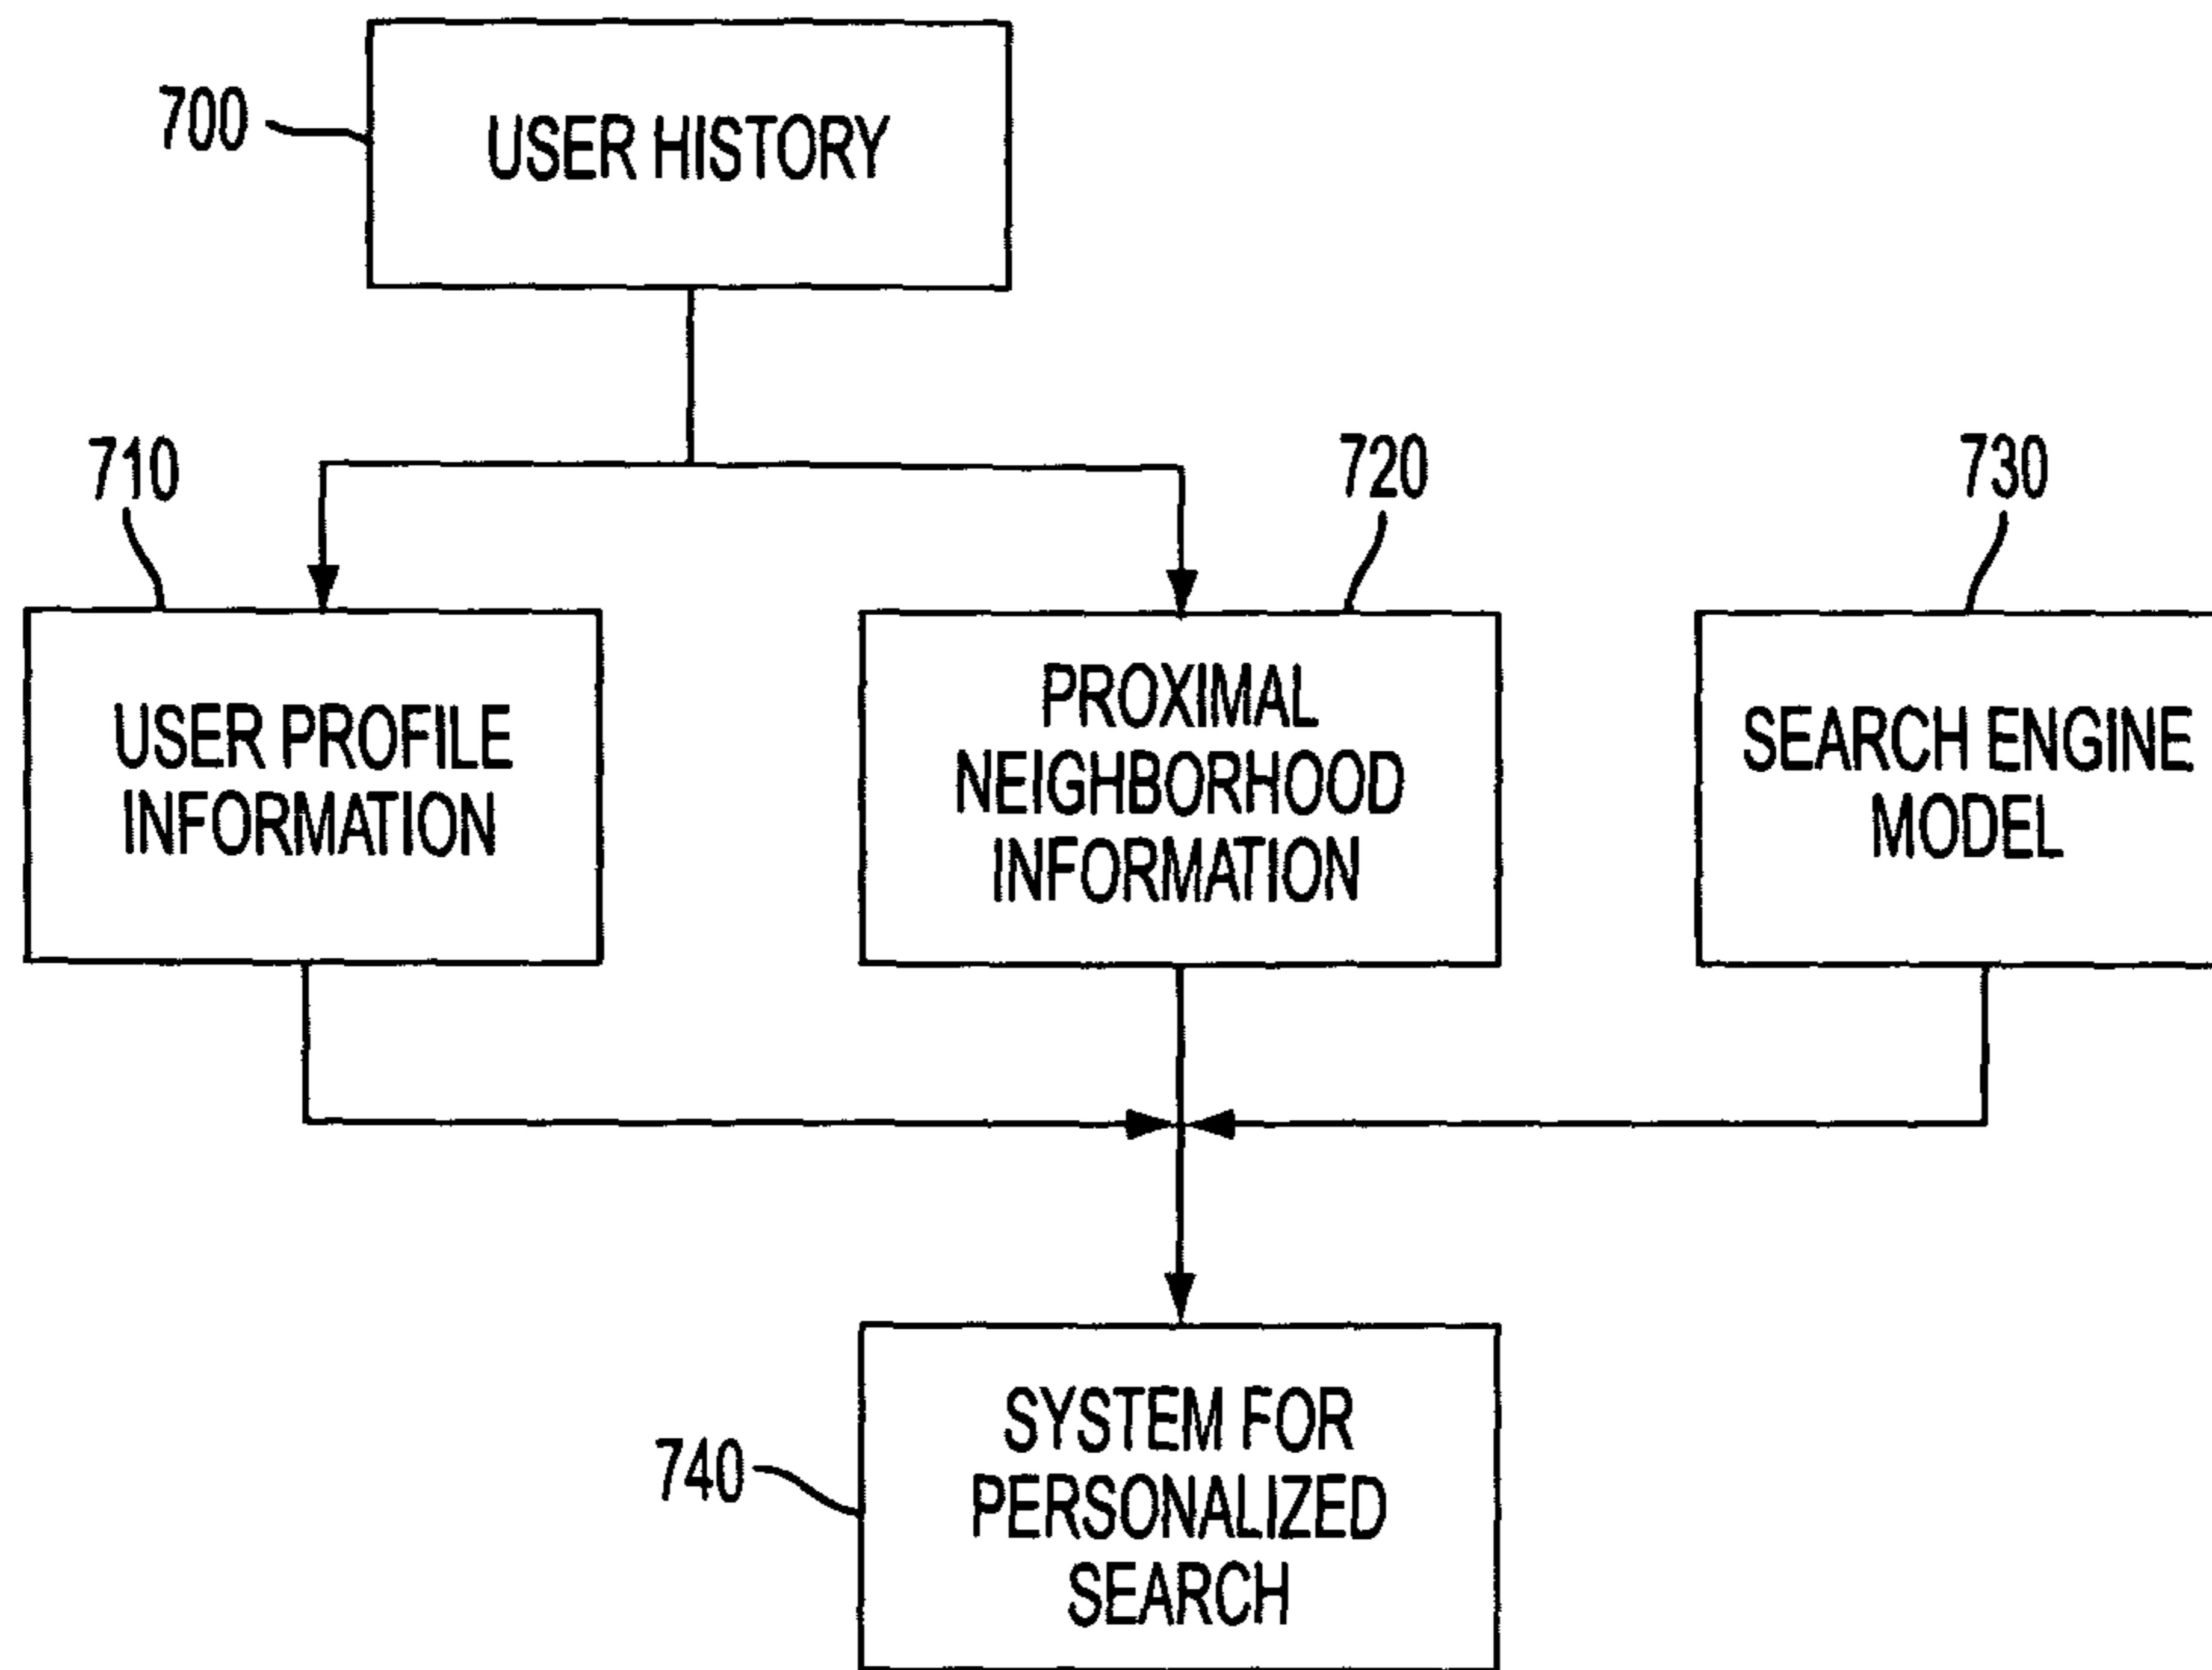 700
USER HISTORY
710
720
730
USER PROFILE
INFORMATION
PROXIMAL
NEIGHBORHOOD
INFORMATION
SEARCH ENGINE
MODEL
740
SYSTEM FOR
PERSONALIZED
SEARCH